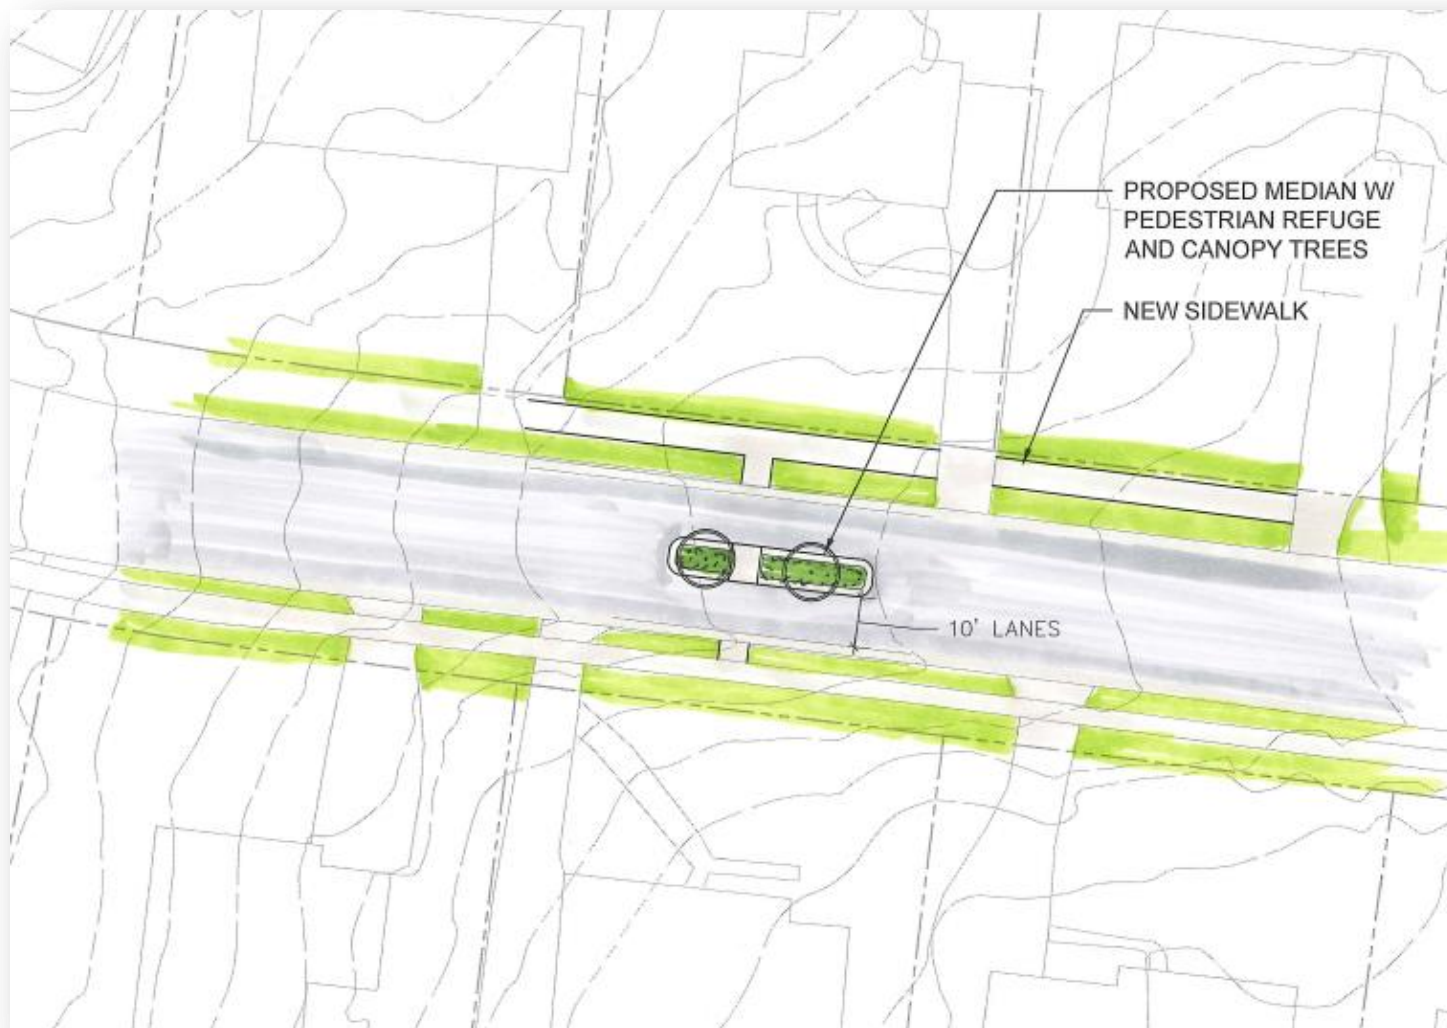 PROPOSED MEDIAN W/
PEDESTRIAN REFUGE
AND CANOPY TREES
NEW SIDEWALK
10' LANES